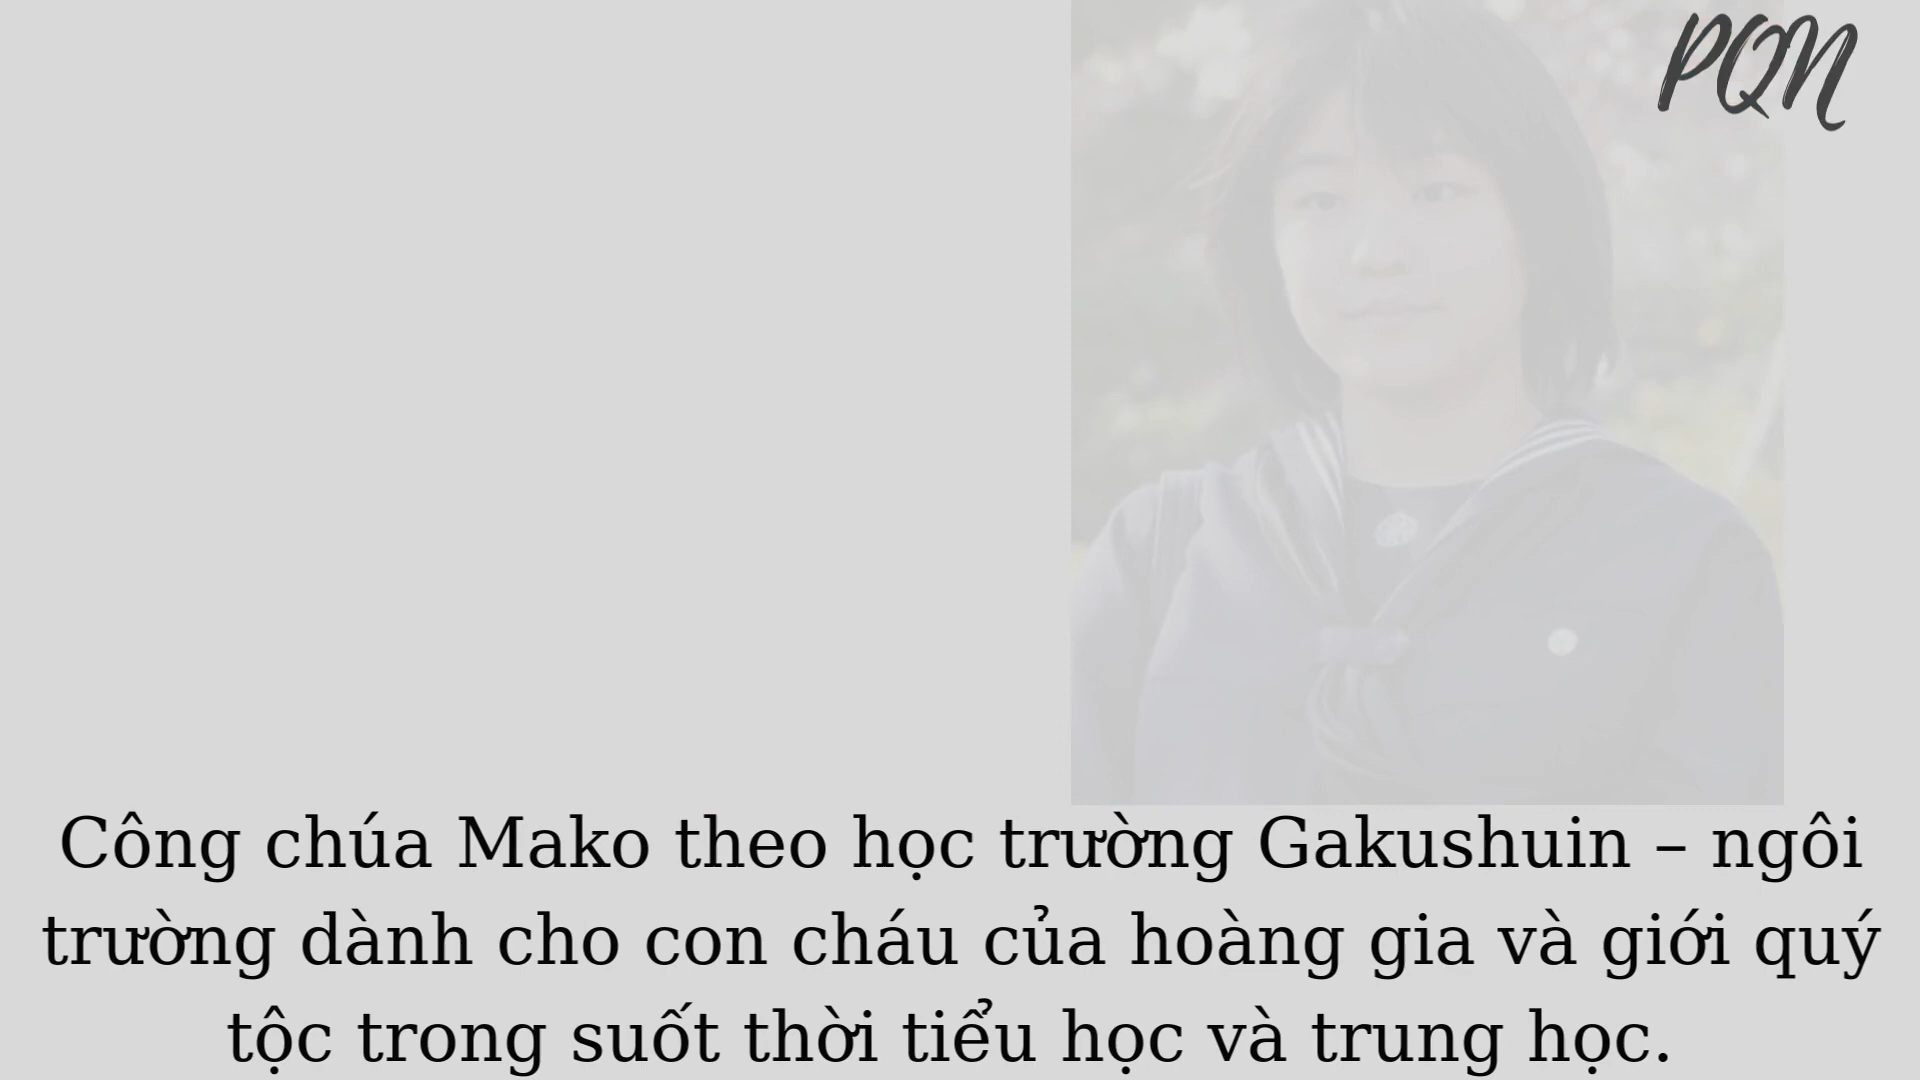 PQN
Công chúa Mako theo học trường Gakushuin – ngôi
trường dành cho con cháu của hoàng gia và giới quý
tộc trong suốt thời tiểu học và trung học.